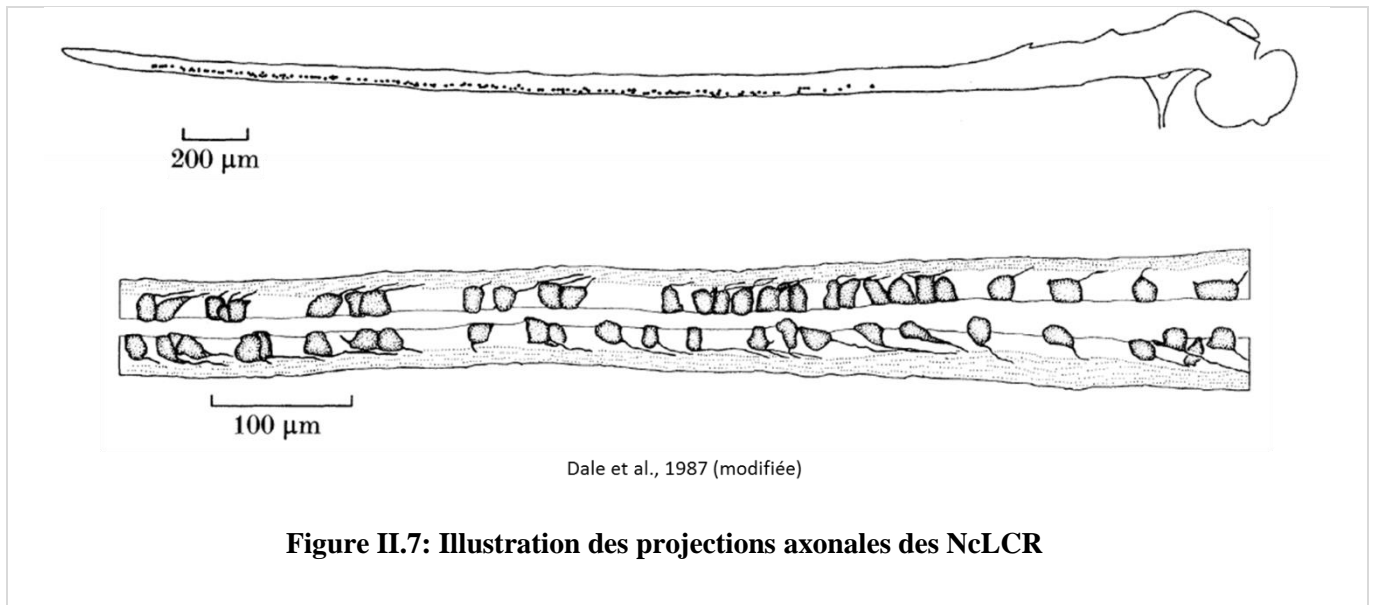 200 μm
100 μm
Dale et al., 1987 (modifiée)
Figure II.7: Illustration des projections axonales des NcLCR